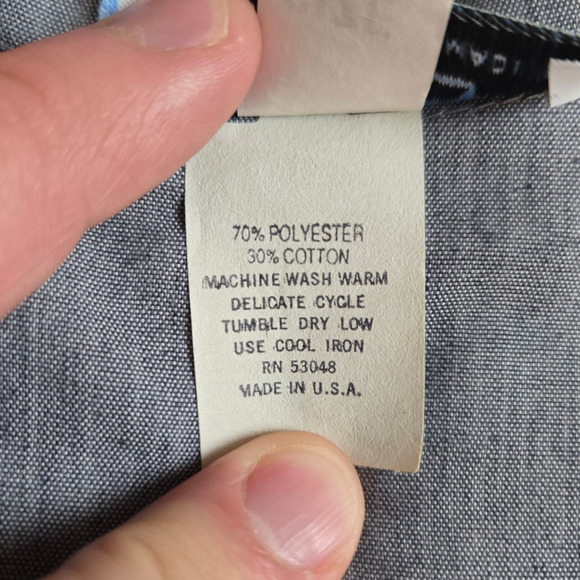 70% POLYESTER
30% COTTON
MACHINE WASH WARM
DELICATE CYCLE
TUMBLE DRY LOW
USE COOL IRON
RN 53048
MADE IN U.S.A.